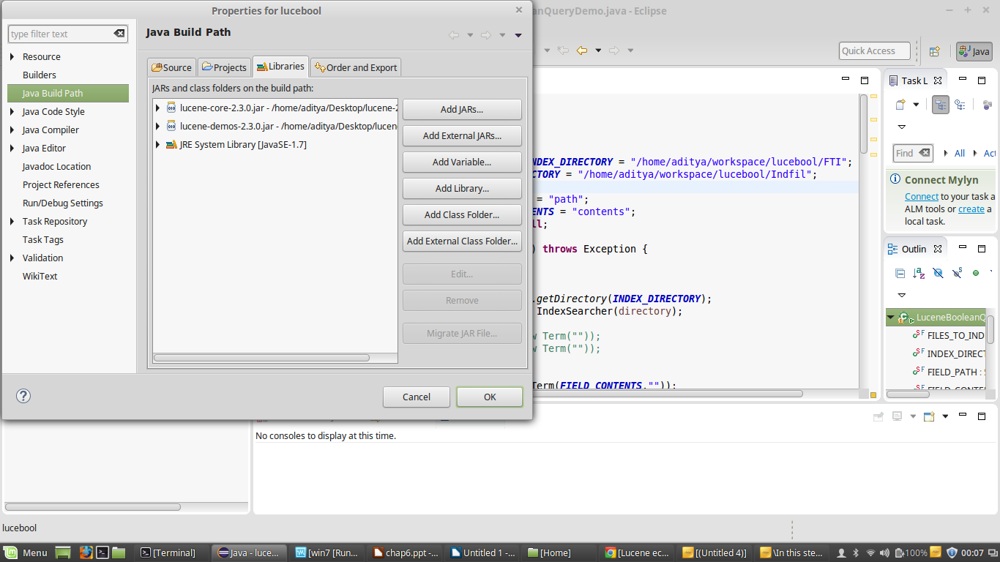 Properties for lucebool
anQueryDemo.java - Eclipse
type filter text
Java Build Path
Quick Access
Java
Resource
Builders
Java Build Path
Java Code Style
Java Compiler
Java Editor
Javadoc Location
Project References
Run/Debug Settings
Task Repository
Task Tags
Validation
WikiText
Source
Projects
Libraries
Order and Export
JARs and class folders on the build path:
lucene-core-2.3.0.jar - /home/aditya/Desktop/lucene-2
lucene-demos-2.3.0.jar - /home/aditya/Desktop/lucen
JRE System Library [JavaSE-1.7]
Add JARs...
Add External JARs...
Add Variable...
Add Library...
Add Class Folder...
Add External Class Folder...
Edit...
Remove
Migrate JAR File...
Cancel
OK
NDEX_DIRECTORY = "/home/aditya/workspace/lucebool/FTI";
CTORY = "/home/aditya/workspace/lucebool/Indfil";
= "path";
ENTS = "contents";
ll;
) throws Exception {
.getDirectory(INDEX_DIRECTORY);
IndexSearcher(directory);
w Term(""));
w Term(""));
Term(FIELD_CONTENTS,""));
Task L
Find
All
Act
Connect Mylyn
Connect to your task a
ALM tools or create a
local task.
Outlin
LuceneBooleanQ
FILES_TO_IND
INDEX_DIRECT
FIELD_PATH : S
FIELD_CONTE
No consoles to display at this time.
lucebool
Menu
[Terminal]
Java - luce...
[win7 [Run...
chap6.ppt -...
Untitled 1 -...
[Home]
[Lucene ec...
[(Untitled 4)]
\In this ste...
100%
00:07